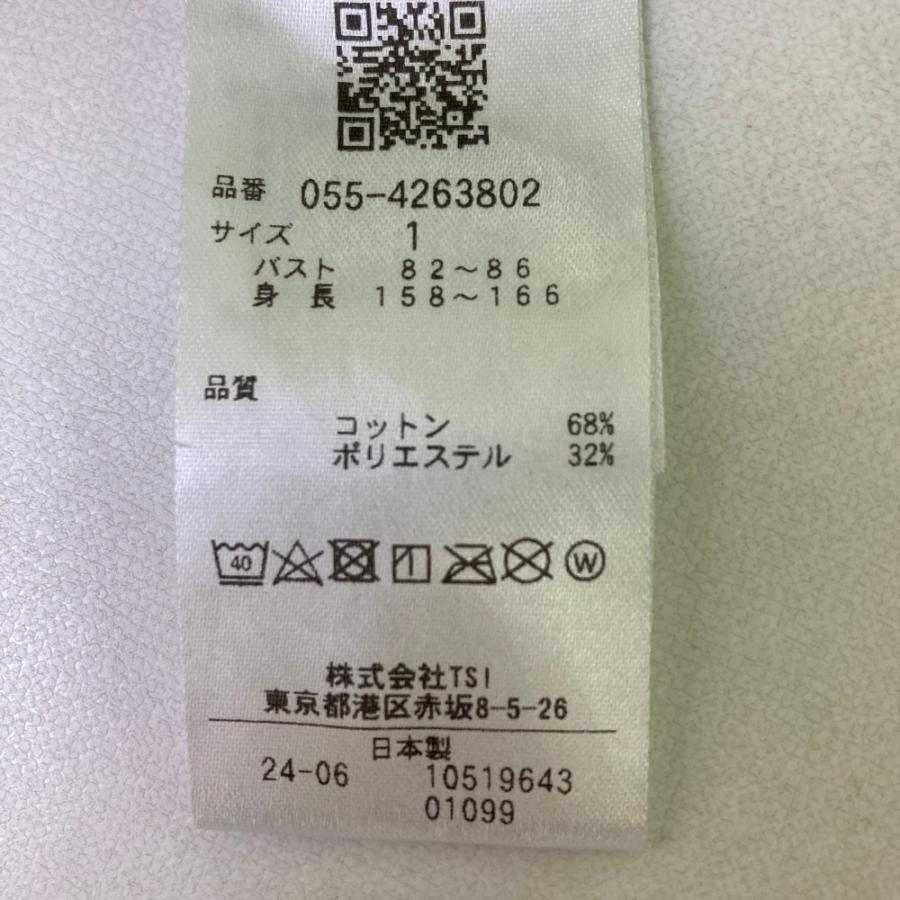 品番 055-4263802
サイズ 1
バスト 82～86
身長 158～166
品質
コットン 68%
ポリエステル 32%
40 W
株式会社TSI
東京都港区赤坂8-5-26
日本製
24-06 10519643
01099